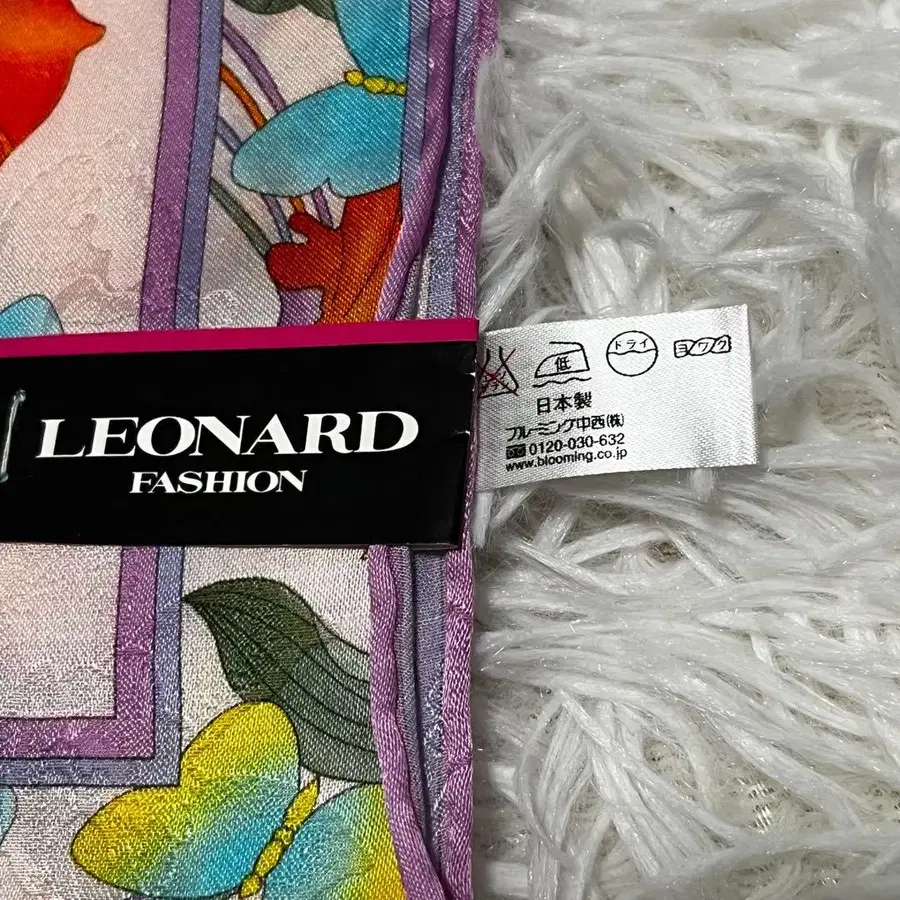 LEONARD
FASHION
低 ドライ ヨワク
日本製
ブルーミング中西(株)
0120-030-632
www.blooming.co.jp